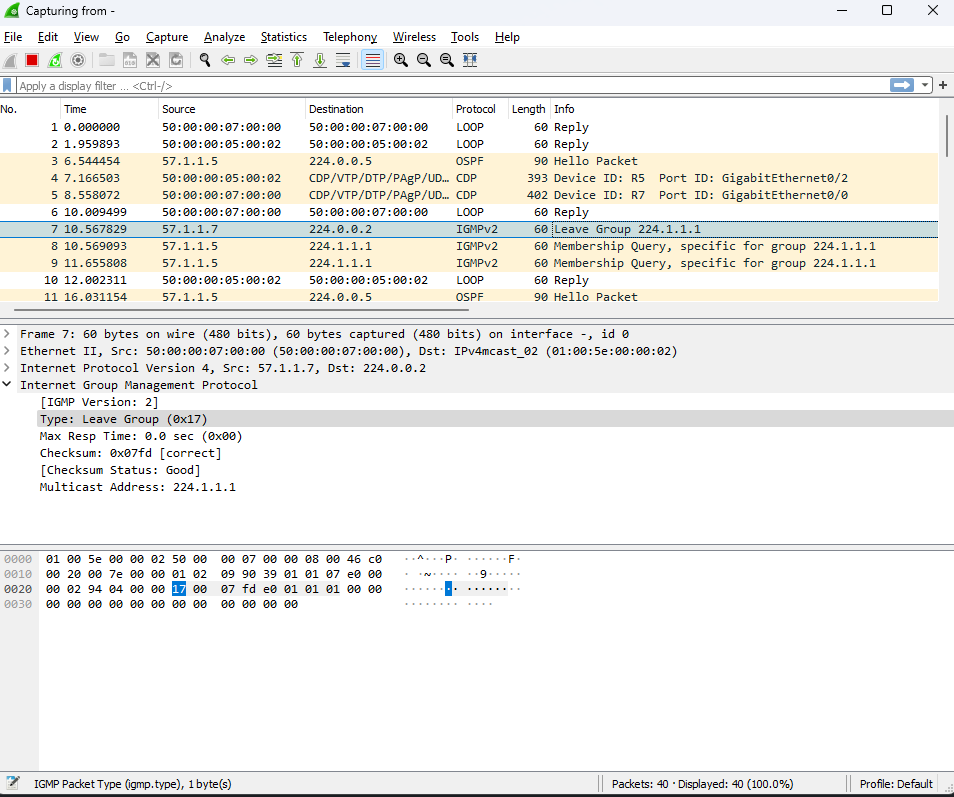 Capturing from -
File Edit View Go Capture Analyze Statistics Telephony Wireless Tools Help
Apply a display filter … <Ctrl-/>
No. Time Source Destination Protocol Length Info
1 0.000000 50:00:00:07:00:00 50:00:00:07:00:00 LOOP 60 Reply
2 1.959893 50:00:00:05:00:02 50:00:00:05:00:02 LOOP 60 Reply
3 6.544454 57.1.1.5 224.0.0.5 OSPF 90 Hello Packet
4 7.166503 50:00:00:05:00:02 CDP/VTP/DTP/PAgP/UD… CDP 393 Device ID: R5 Port ID: GigabitEthernet0/2
5 8.558072 50:00:00:07:00:00 CDP/VTP/DTP/PAgP/UD… CDP 402 Device ID: R7 Port ID: GigabitEthernet0/0
6 10.009499 50:00:00:07:00:00 50:00:00:07:00:00 LOOP 60 Reply
7 10.567829 57.1.1.7 224.0.0.2 IGMPv2 60 Leave Group 224.1.1.1
8 10.569093 57.1.1.5 224.1.1.1 IGMPv2 60 Membership Query, specific for group 224.1.1.1
9 11.655808 57.1.1.5 224.1.1.1 IGMPv2 60 Membership Query, specific for group 224.1.1.1
10 12.002311 50:00:00:05:00:02 50:00:00:05:00:02 LOOP 60 Reply
11 16.031154 57.1.1.5 224.0.0.5 OSPF 90 Hello Packet
Frame 7: 60 bytes on wire (480 bits), 60 bytes captured (480 bits) on interface -, id 0
Ethernet II, Src: 50:00:00:07:00:00 (50:00:00:07:00:00), Dst: IPv4mcast_02 (01:00:5e:00:00:02)
Internet Protocol Version 4, Src: 57.1.1.7, Dst: 224.0.0.2
Internet Group Management Protocol
[IGMP Version: 2]
Type: Leave Group (0x17)
Max Resp Time: 0.0 sec (0x00)
Checksum: 0x07fd [correct]
[Checksum Status: Good]
Multicast Address: 224.1.1.1
0000 01 00 5e 00 00 02 50 00 00 07 00 00 08 00 46 c0 ··^···P· ······F·
0010 00 20 00 7e 00 00 01 02 09 90 39 01 01 07 e0 00 · ·~···· ··9·····
0020 00 02 94 04 00 00 17 00 07 fd e0 01 01 01 00 00 ········ ········
0030 00 00 00 00 00 00 00 00 00 00 00 00 ········ ····
IGMP Packet Type (igmp.type), 1 byte(s) Packets: 40 · Displayed: 40 (100.0%) Profile: Default